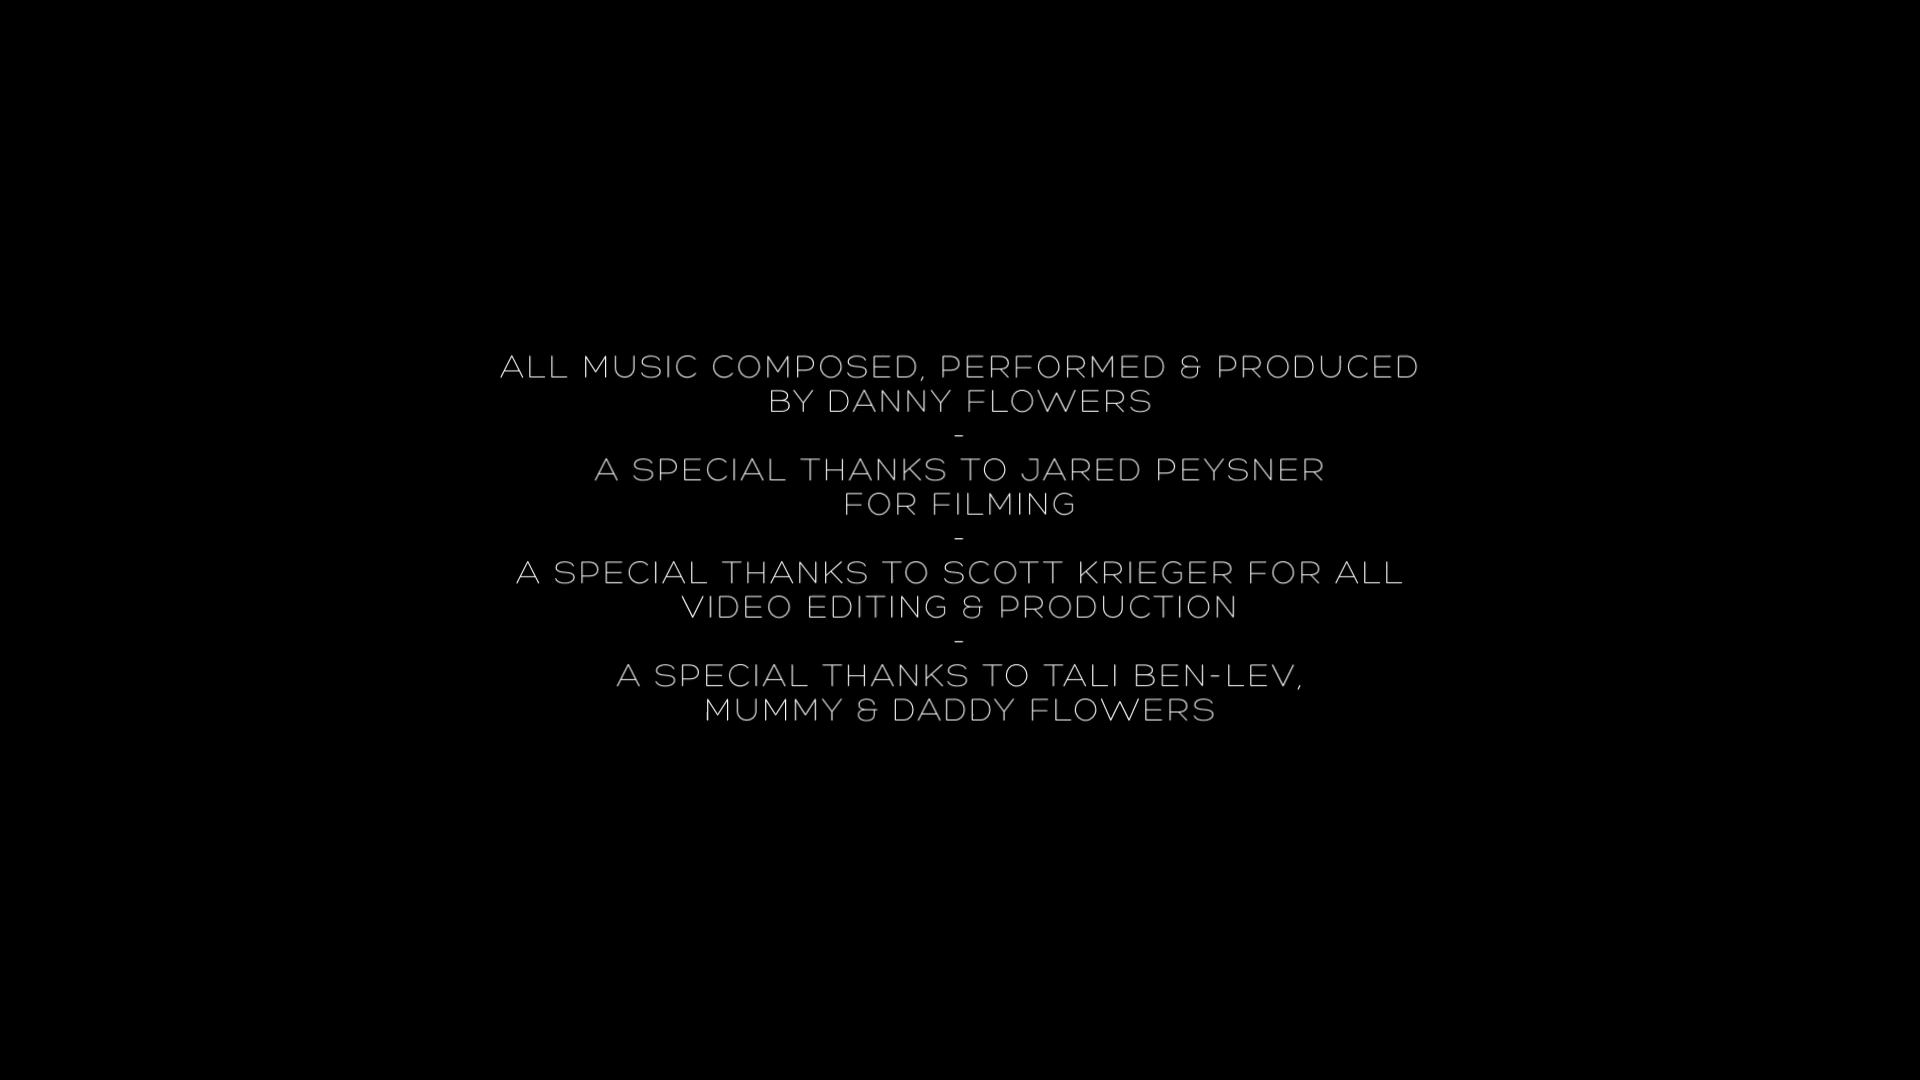 ALL MUSIC COMPOSED, PERFORMED & PRODUCED
BY DANNY FLOWERS
-
A SPECIAL THANKS TO JARED PEYSNER
FOR FILMING
-
A SPECIAL THANKS TO SCOTT KRIEGER FOR ALL
VIDEO EDITING & PRODUCTION
-
A SPECIAL THANKS TO TALI BEN-LEV,
MUMMY & DADDY FLOWERS